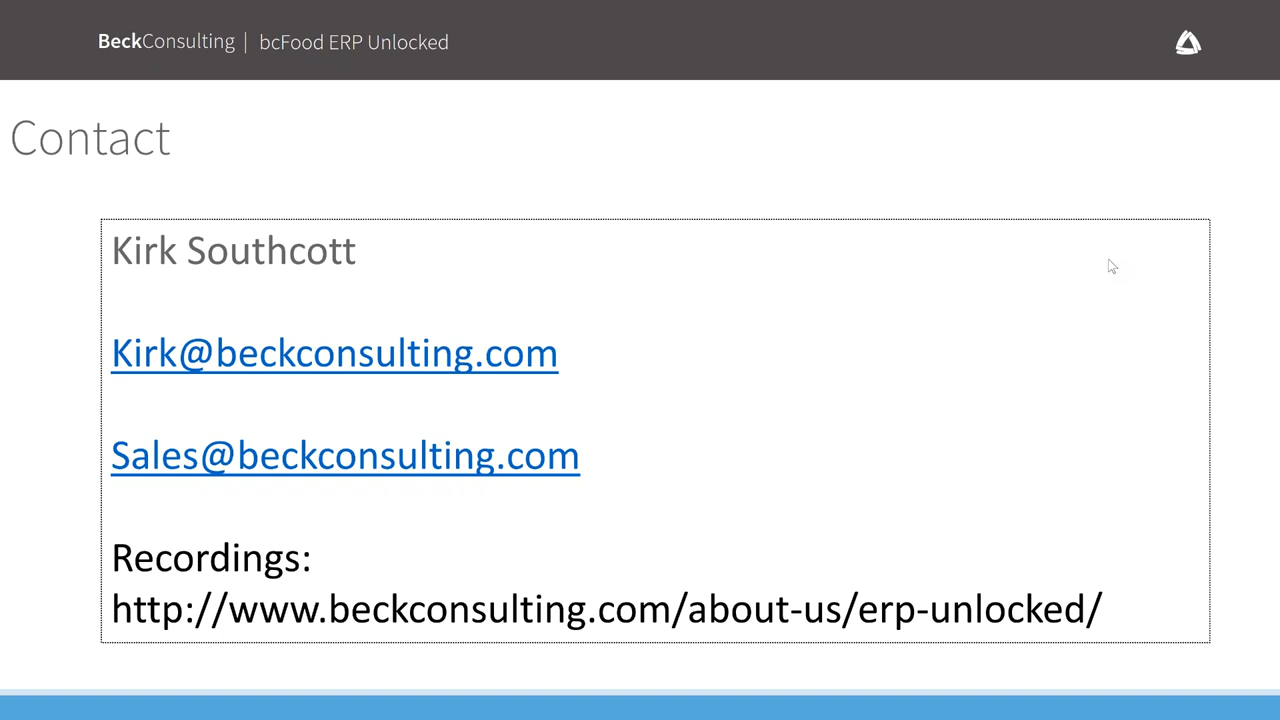 BeckConsulting | bcFood ERP Unlocked
Contact
Kirk Southcott
Kirk@beckconsulting.com
Sales@beckconsulting.com
Recordings:
http://www.beckconsulting.com/about-us/erp-unlocked/